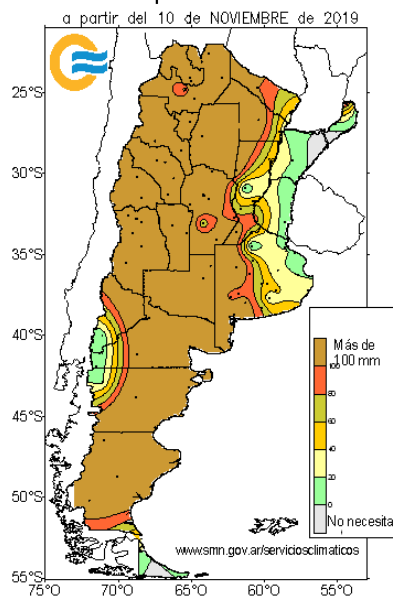 a partir del 10 de NOVIEMBRE de 2019
25°S
30°S
35°S
40°S
45°S
50°S
55°S
75°O
70°O
65°O
60°O
55°O
Más de
100 mm
100
80
60
40
20
0
No necesita
www.smn.gov.ar/serviciosclimaticos